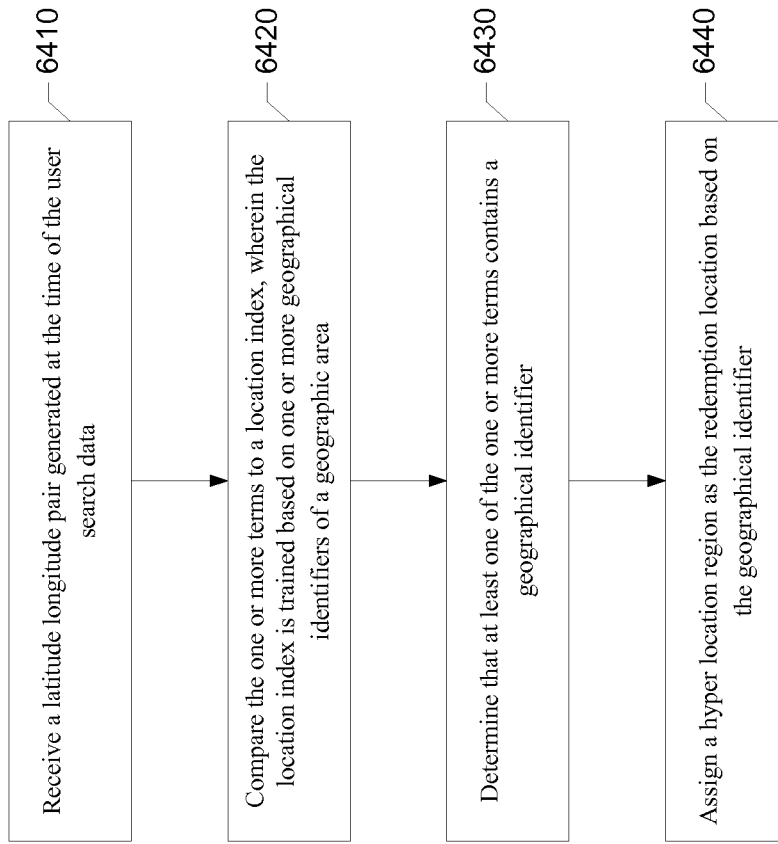 Receive a latitude longitude pair generated at the time of the user
search data
6410
Compare the one or more terms to a location index, wherein the
location index is trained based on one or more geographical
identifiers of a geographic area
6420
Determine that at least one of the one or more terms contains a
geographical identifier
6430
Assign a hyper location region as the redemption location based on
the geographical identifier
6440